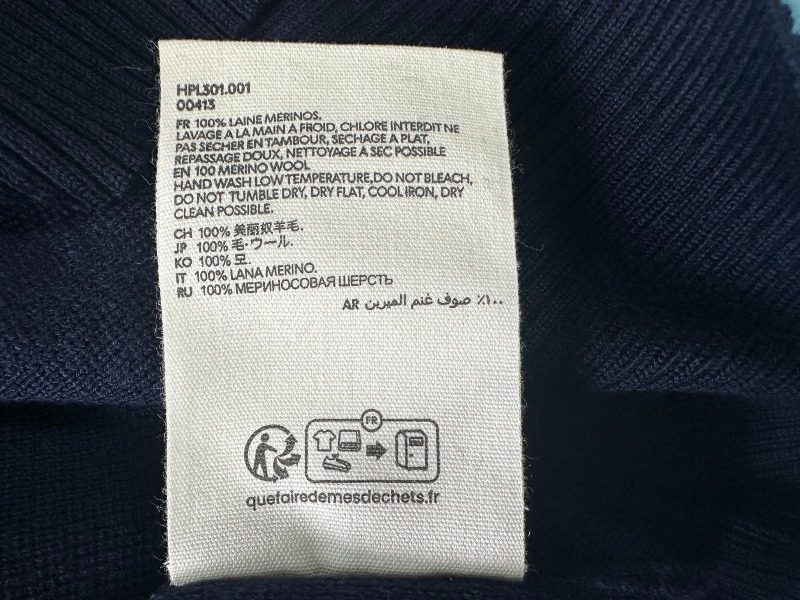 HPL301.001
00413
FR 100% LAINE MERINOS.
LAVAGE A LA MAIN A FROID, CHLORE INTERDIT NE
PAS SECHER EN TAMBOUR, SECHAGE A PLAT,
REPASSAGE DOUX, NETTOYAGE A SEC POSSIBLE
EN 100 MERINO WOOL
HAND WASH LOW TEMPERATURE,DO NOT BLEACH,
DO NOT TUMBLE DRY, DRY FLAT, COOL IRON, DRY
CLEAN POSSIBLE.
CH 100% 美丽奴羊毛.
JP 100% 毛·ウール.
KO 100% 모.
IT 100% LANA MERINO.
RU 100% МЕРИНОСОВАЯ ШЕРСТЬ
AR ١٠٠٪ صوف غنم الميرين
FR
quefairedemesdechets.fr